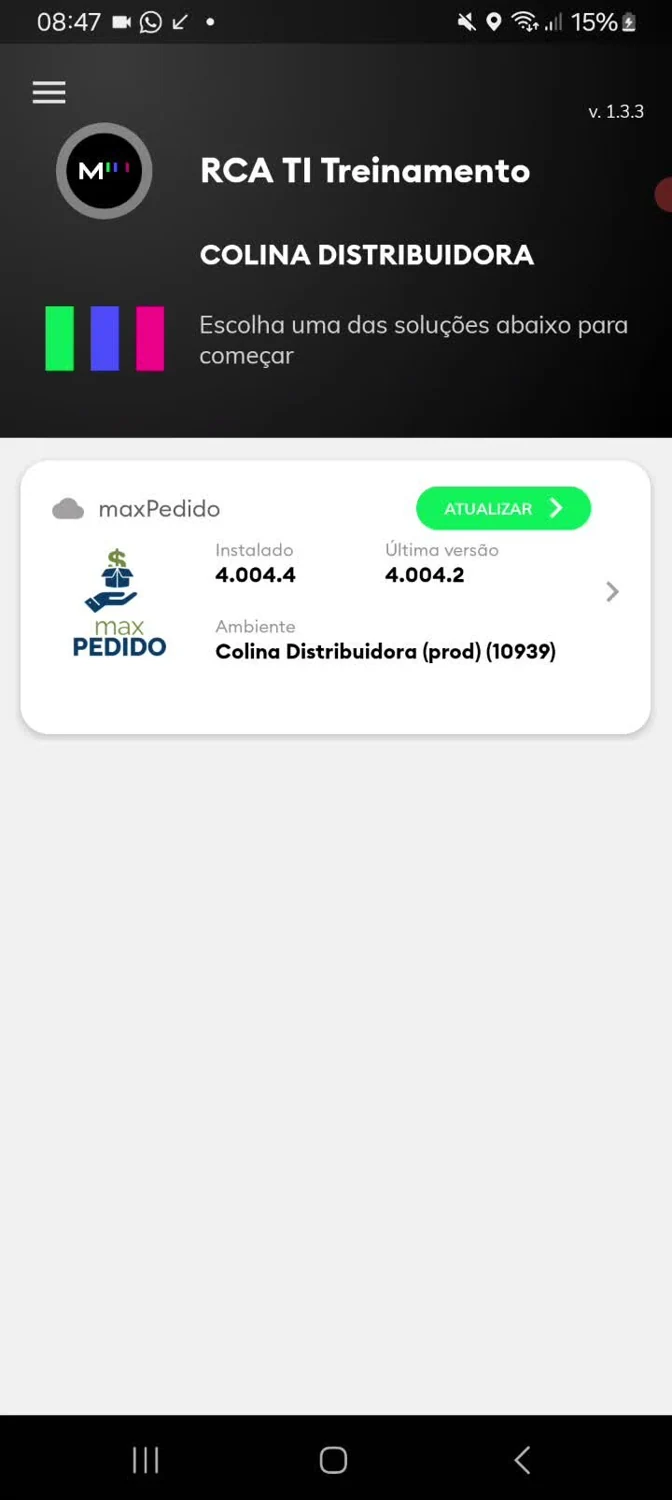 08:47
15%
v. 1.3.3
M
RCA TI Treinamento
COLINA DISTRIBUIDORA
Escolha uma das soluções abaixo para
começar
maxPedido
ATUALIZAR
Instalado
Última versão
4.004.4
4.004.2
Ambiente
Colina Distribuidora (prod) (10939)
$
max
PEDIDO